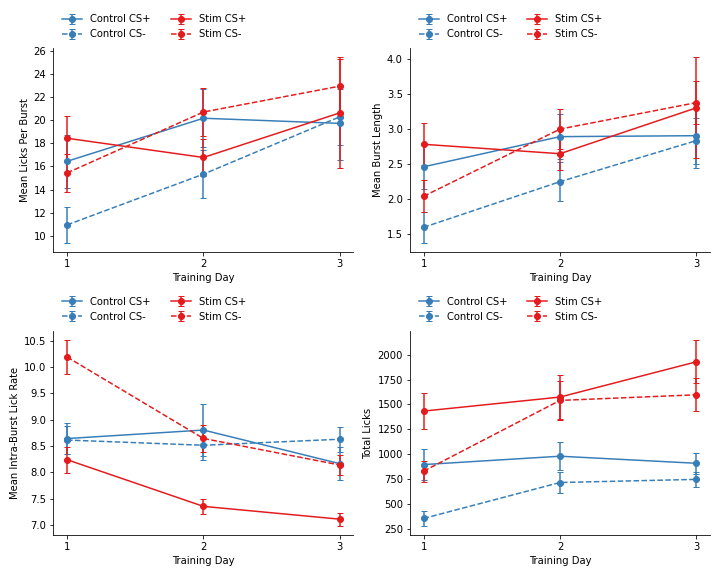 Control CS+ Stim CS+
Control CS- Stim CS-
Mean Licks Per Burst
26
24
22
20
18
16
14
12
10
1 2 3
Training Day
Control CS+ Stim CS+
Control CS- Stim CS-
Mean Burst Length
4.0
3.5
3.0
2.5
2.0
1.5
1 2 3
Training Day
Control CS+ Stim CS+
Control CS- Stim CS-
Mean Intra-Burst Lick Rate
10.5
10.0
9.5
9.0
8.5
8.0
7.5
7.0
1 2 3
Training Day
Control CS+ Stim CS+
Control CS- Stim CS-
Total Licks
2000
1750
1500
1250
1000
750
500
250
1 2 3
Training Day